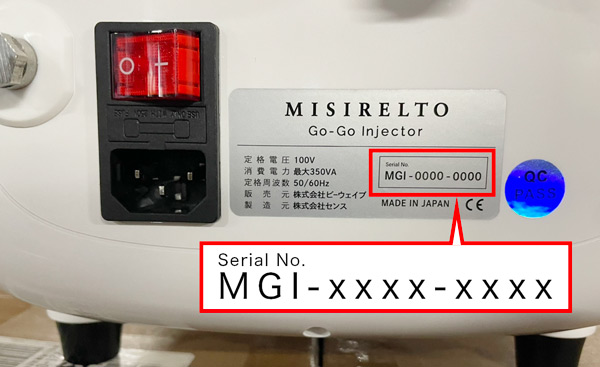 MISIRELTO
Go-Go Injector
定格電圧 100V
消費電力 最大350VA
定格周波数 50/60Hz
販売元 株式会社ビーウェイブ
製造元 株式会社センス
Serial No.
MGI-0000-0000
MADE IN JAPAN CE
QC
PASS
Serial No.
MGI-xxxx-xxxx